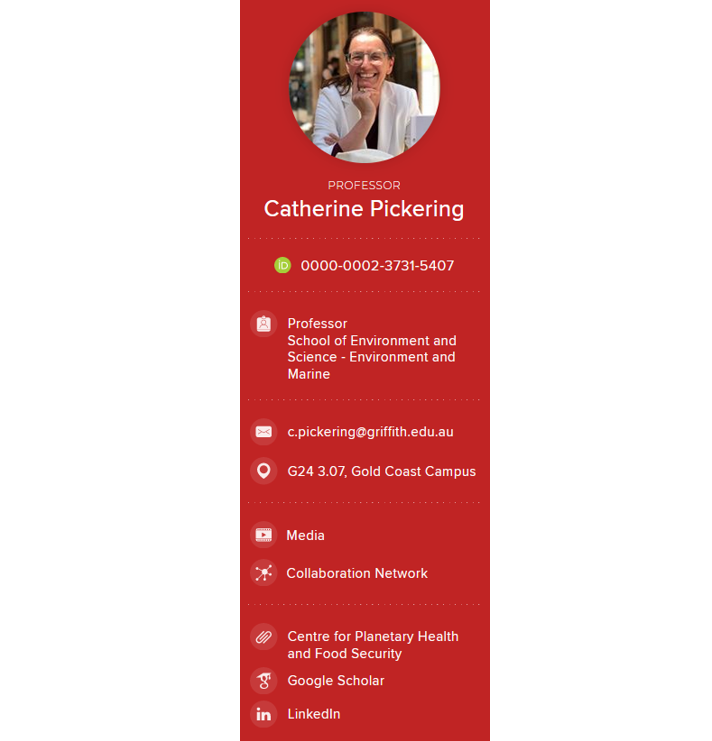 PROFESSOR
Catherine Pickering
iD 0000-0002-3731-5407
Professor
School of Environment and
Science - Environment and
Marine
c.pickering@griffith.edu.au
G24 3.07, Gold Coast Campus
Media
Collaboration Network
Centre for Planetary Health
and Food Security
Google Scholar
in LinkedIn